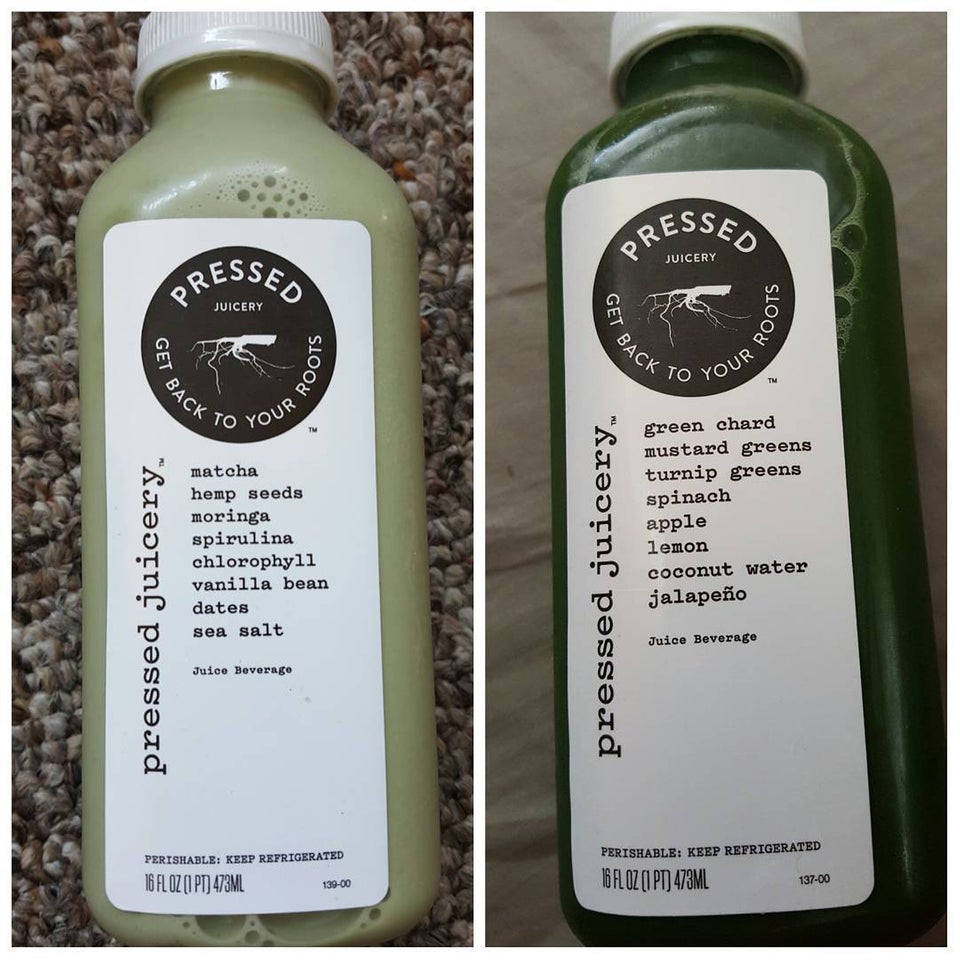 PRESSED
JUICERY
GET BACK TO YOUR ROOTS
TM
pressed juicery TM
matcha
hemp seeds
moringa
spirulina
chlorophyll
vanilla bean
dates
sea salt
Juice Beverage
PERISHABLE: KEEP REFRIGERATED
16 FL OZ (1 PT) 473ML
139-00
PRESSED
JUICERY
GET BACK TO YOUR ROOTS
TM
pressed juicery TM
green chard
mustard greens
turnip greens
spinach
apple
lemon
coconut water
jalapeño
Juice Beverage
PERISHABLE: KEEP REFRIGERATED
16 FL OZ (1 PT) 473ML
137-00